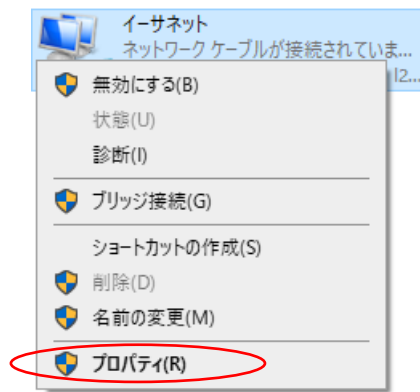 イーサネット
ネットワーク ケーブルが接続されていま...
I2...
無効にする(B)
状態(U)
診断(I)
ブリッジ接続(G)
ショートカットの作成(S)
削除(D)
名前の変更(M)
プロパティ(R)